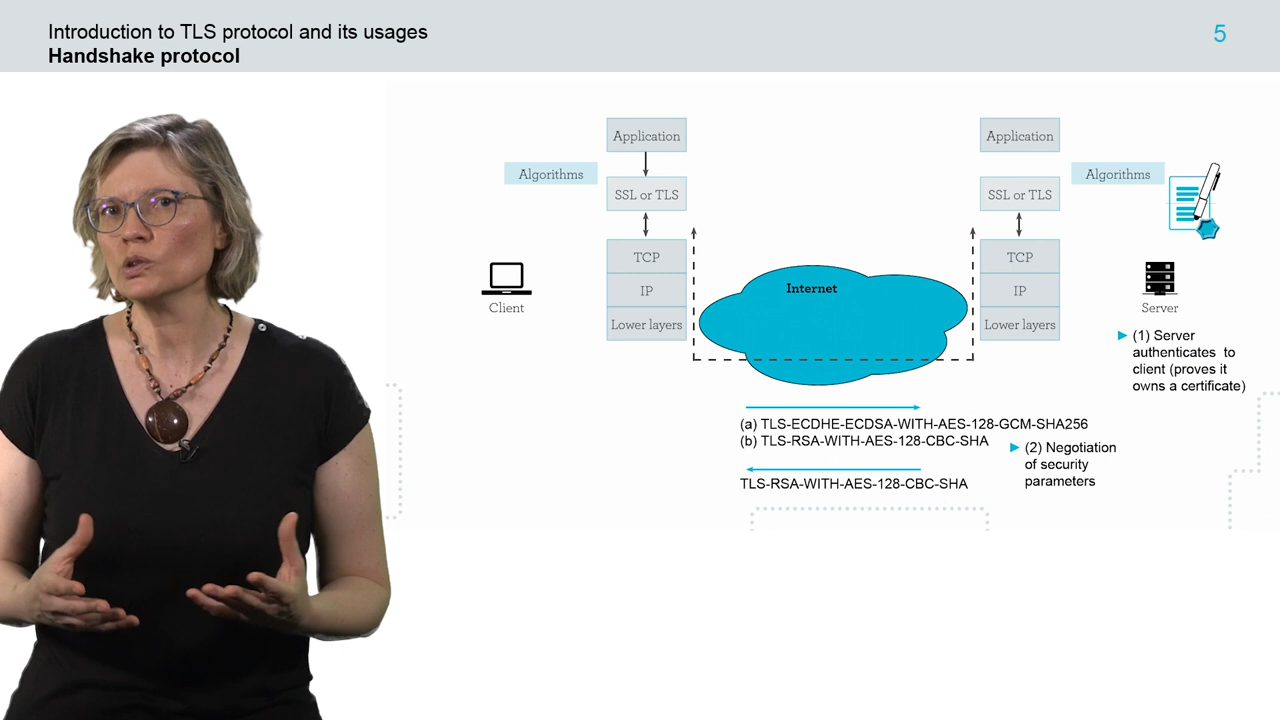 Introduction to TLS protocol and its usages
Handshake protocol
5
Application
Application
Algorithms
Algorithms
SSL or TLS
SSL or TLS
TCP
TCP
IP
IP
Lower layers
Lower layers
Internet
Client
Server
(1) Server
authenticates to
client (proves it
owns a certificate)
(a) TLS-ECDHE-ECDSA-WITH-AES-128-GCM-SHA256
(b) TLS-RSA-WITH-AES-128-CBC-SHA
(2) Negotiation
of security
parameters
TLS-RSA-WITH-AES-128-CBC-SHA